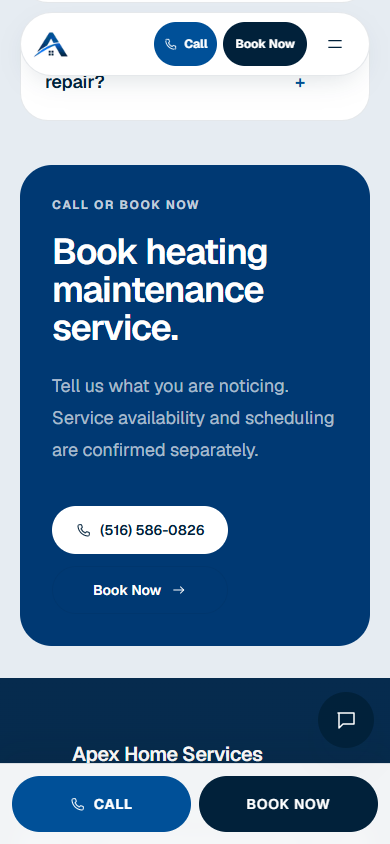 Call
Book Now
repair?
+
CALL OR BOOK NOW
Book heating
maintenance
service.
Tell us what you are noticing.
Service availability and scheduling
are confirmed separately.
(516) 586-0826
Book Now →
Apex Home Services
CALL
BOOK NOW